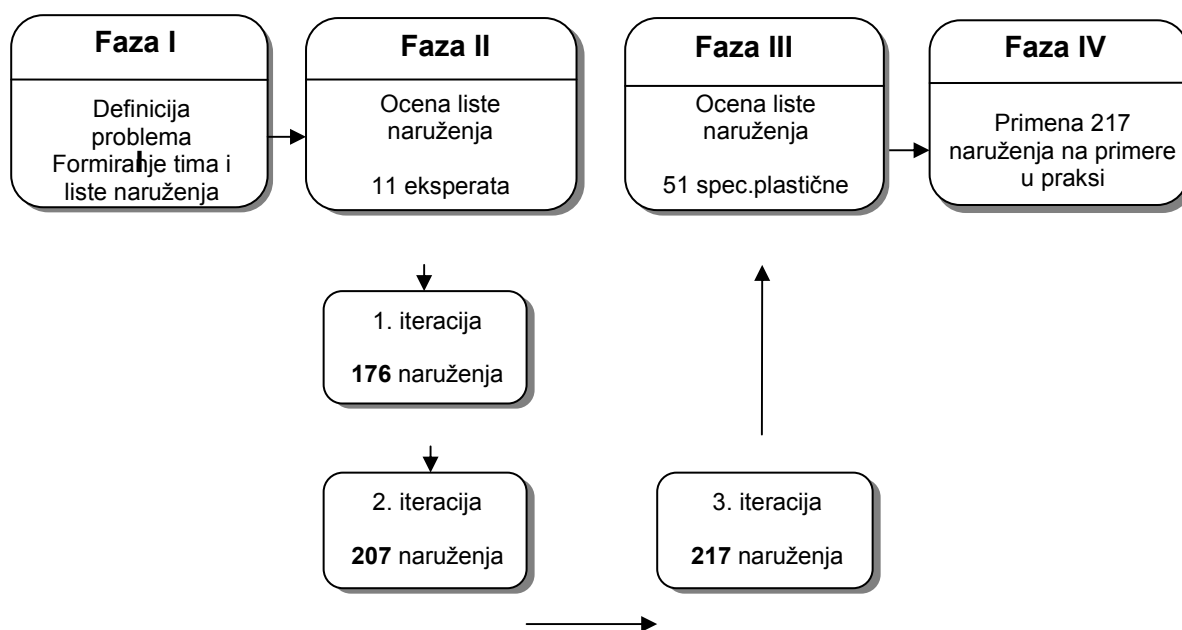 Faza I
Definicija
problema
Formiranje tima i
liste naruženja
Faza II
Ocena liste
naruženja
11 eksperata
Faza III
Ocena liste
naruženja
51 spec.plastične
Faza IV
Primena 217
naruženja na primere
u praksi
1. iteracija
176 naruženja
2. iteracija
207 naruženja
3. iteracija
217 naruženja